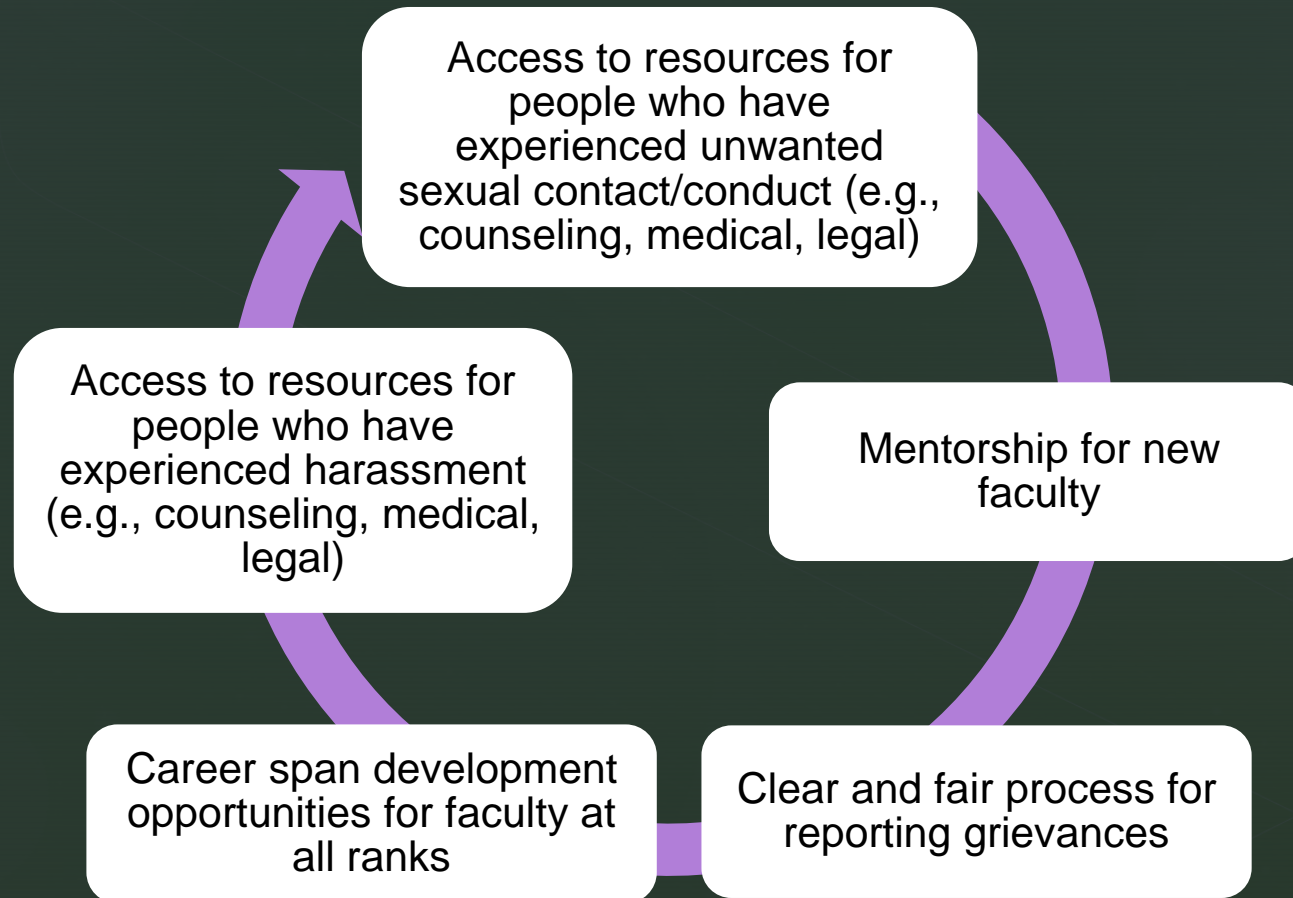 Access to resources for
people who have
experienced unwanted
sexual contact/conduct (e.g.,
counseling, medical, legal)
Mentorship for new
faculty
Clear and fair process for
reporting grievances
Career span development
opportunities for faculty at
all ranks
Access to resources for
people who have
experienced harassment
(e.g., counseling, medical,
legal)